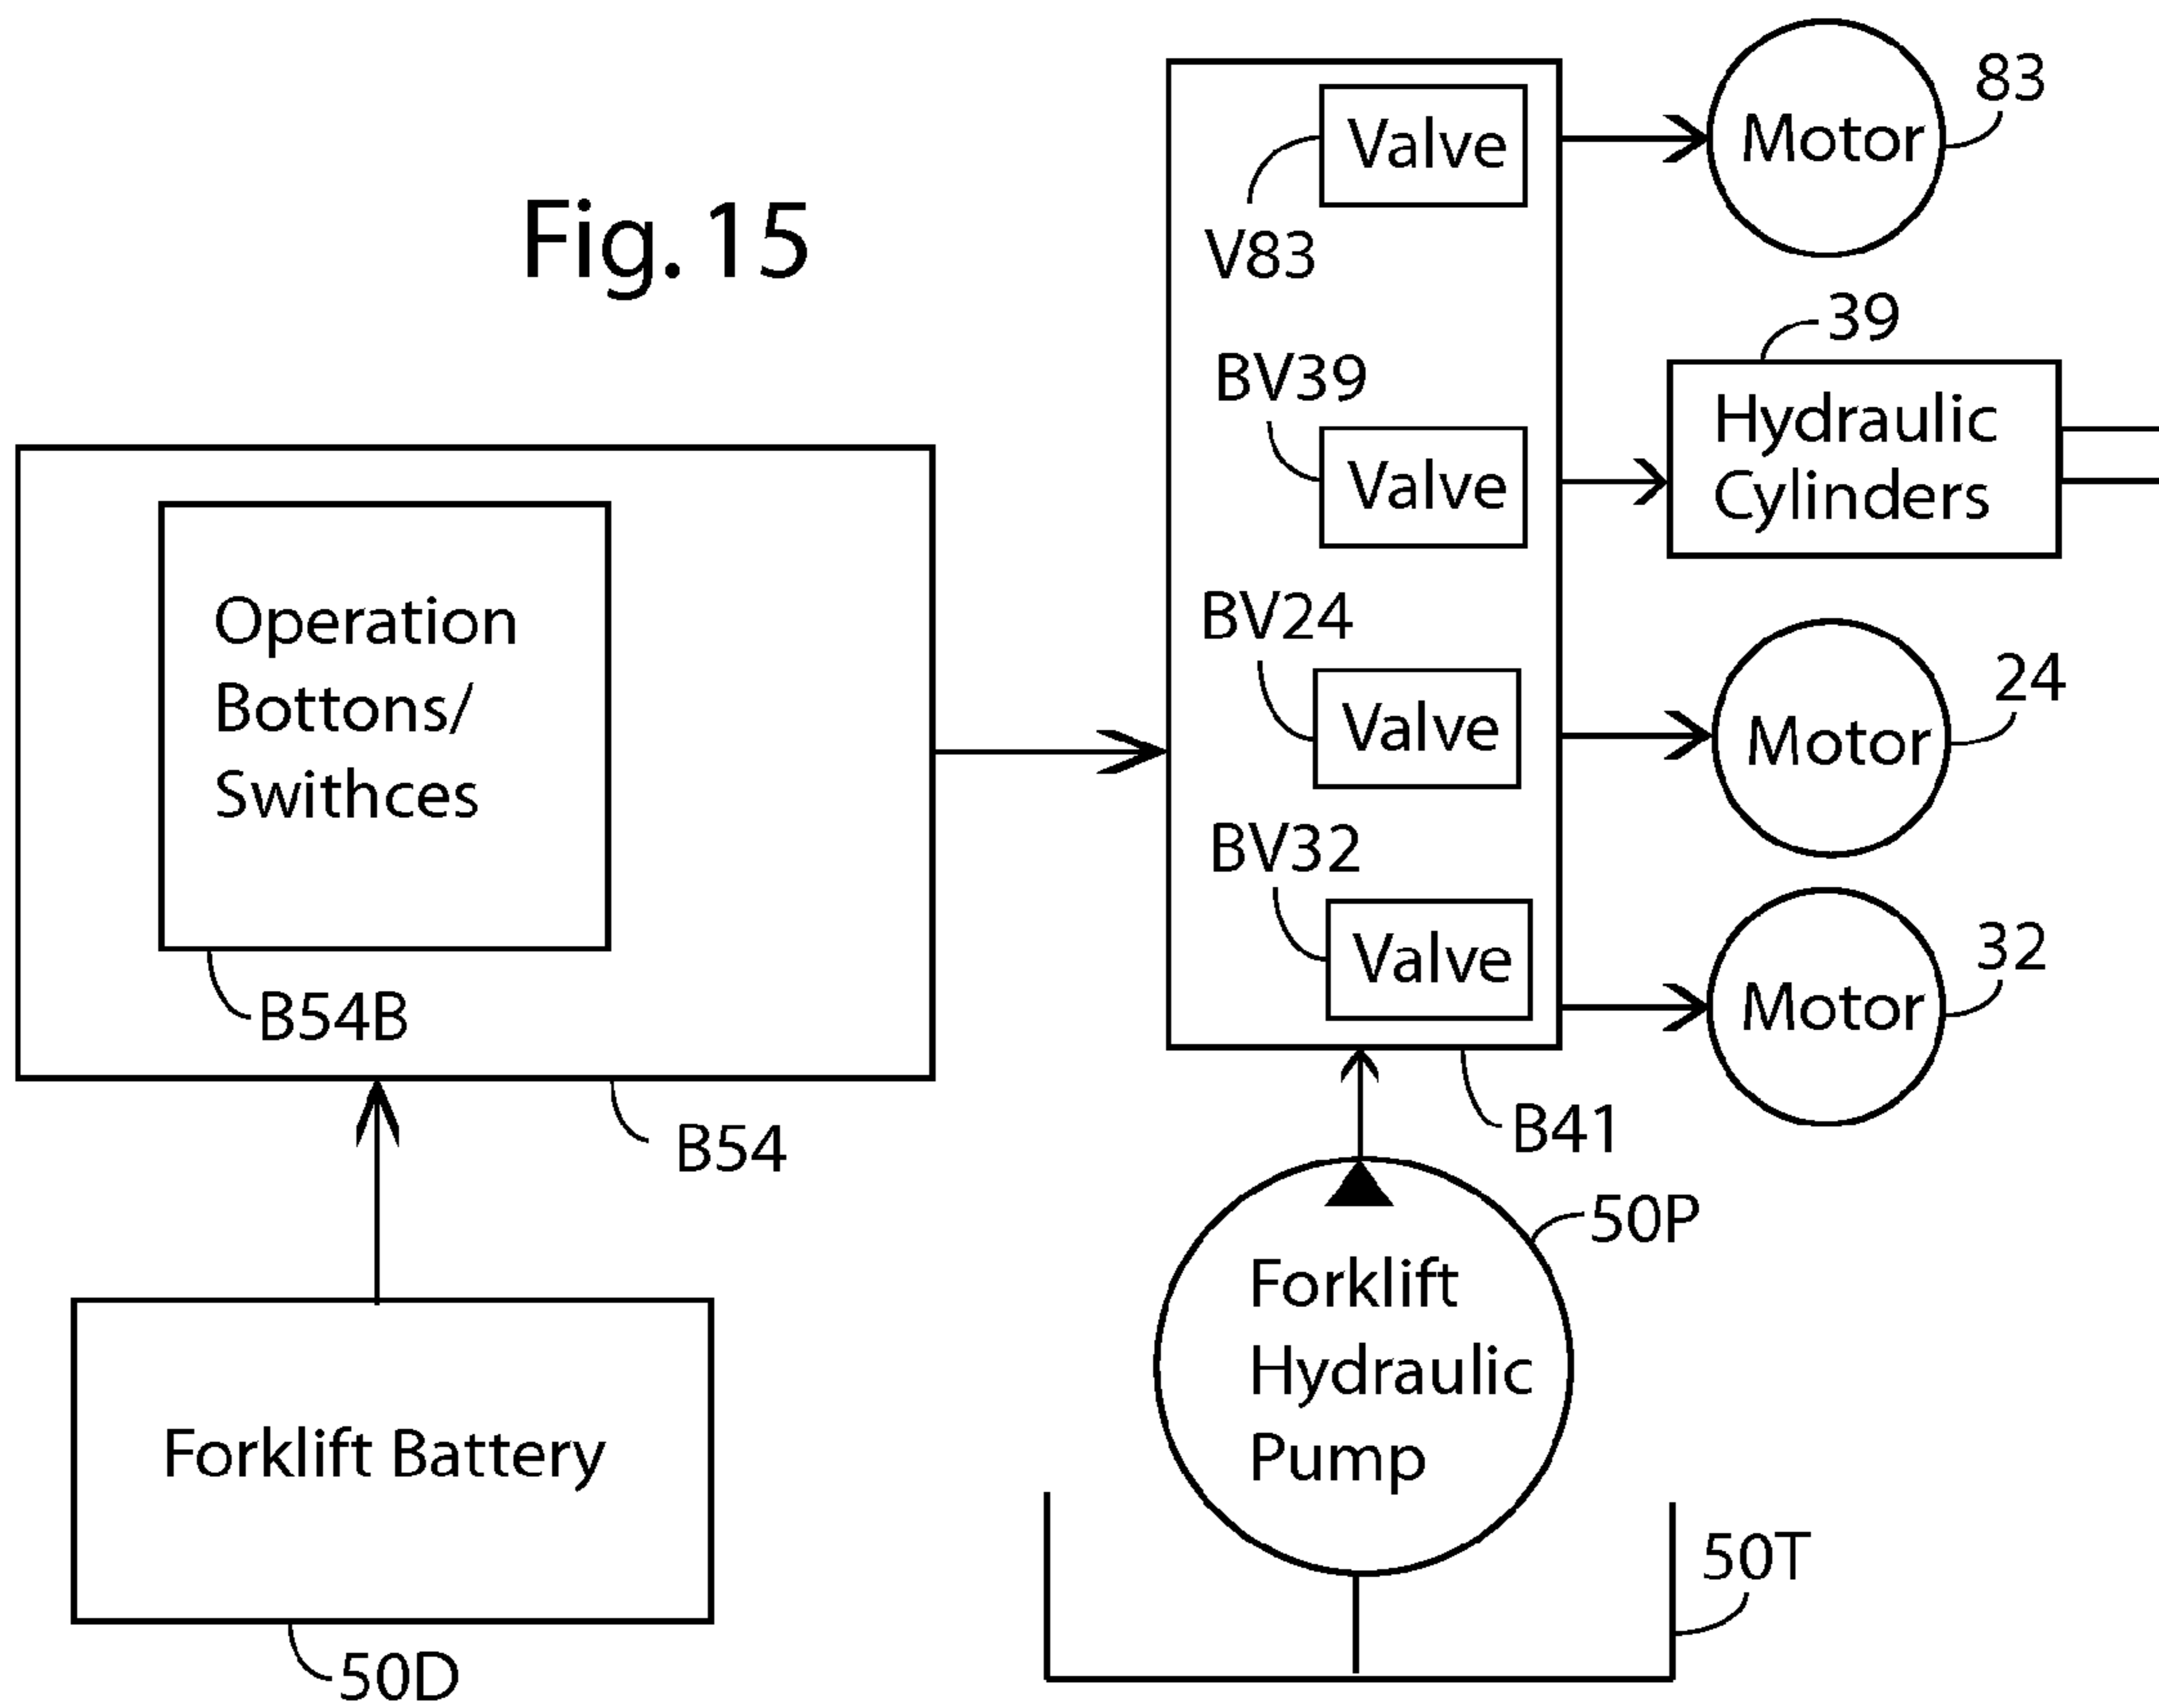 Fig. 15
Valve
V83
Motor
83
BV39
Valve
39
Hydraulic
Cylinders
BV24
Valve
Motor
24
BV32
Valve
Motor
32
B41
Operation
Bottons/
Swithces
B54B
B54
Forklift Battery
50D
50P
Forklift
Hydraulic
Pump
50T